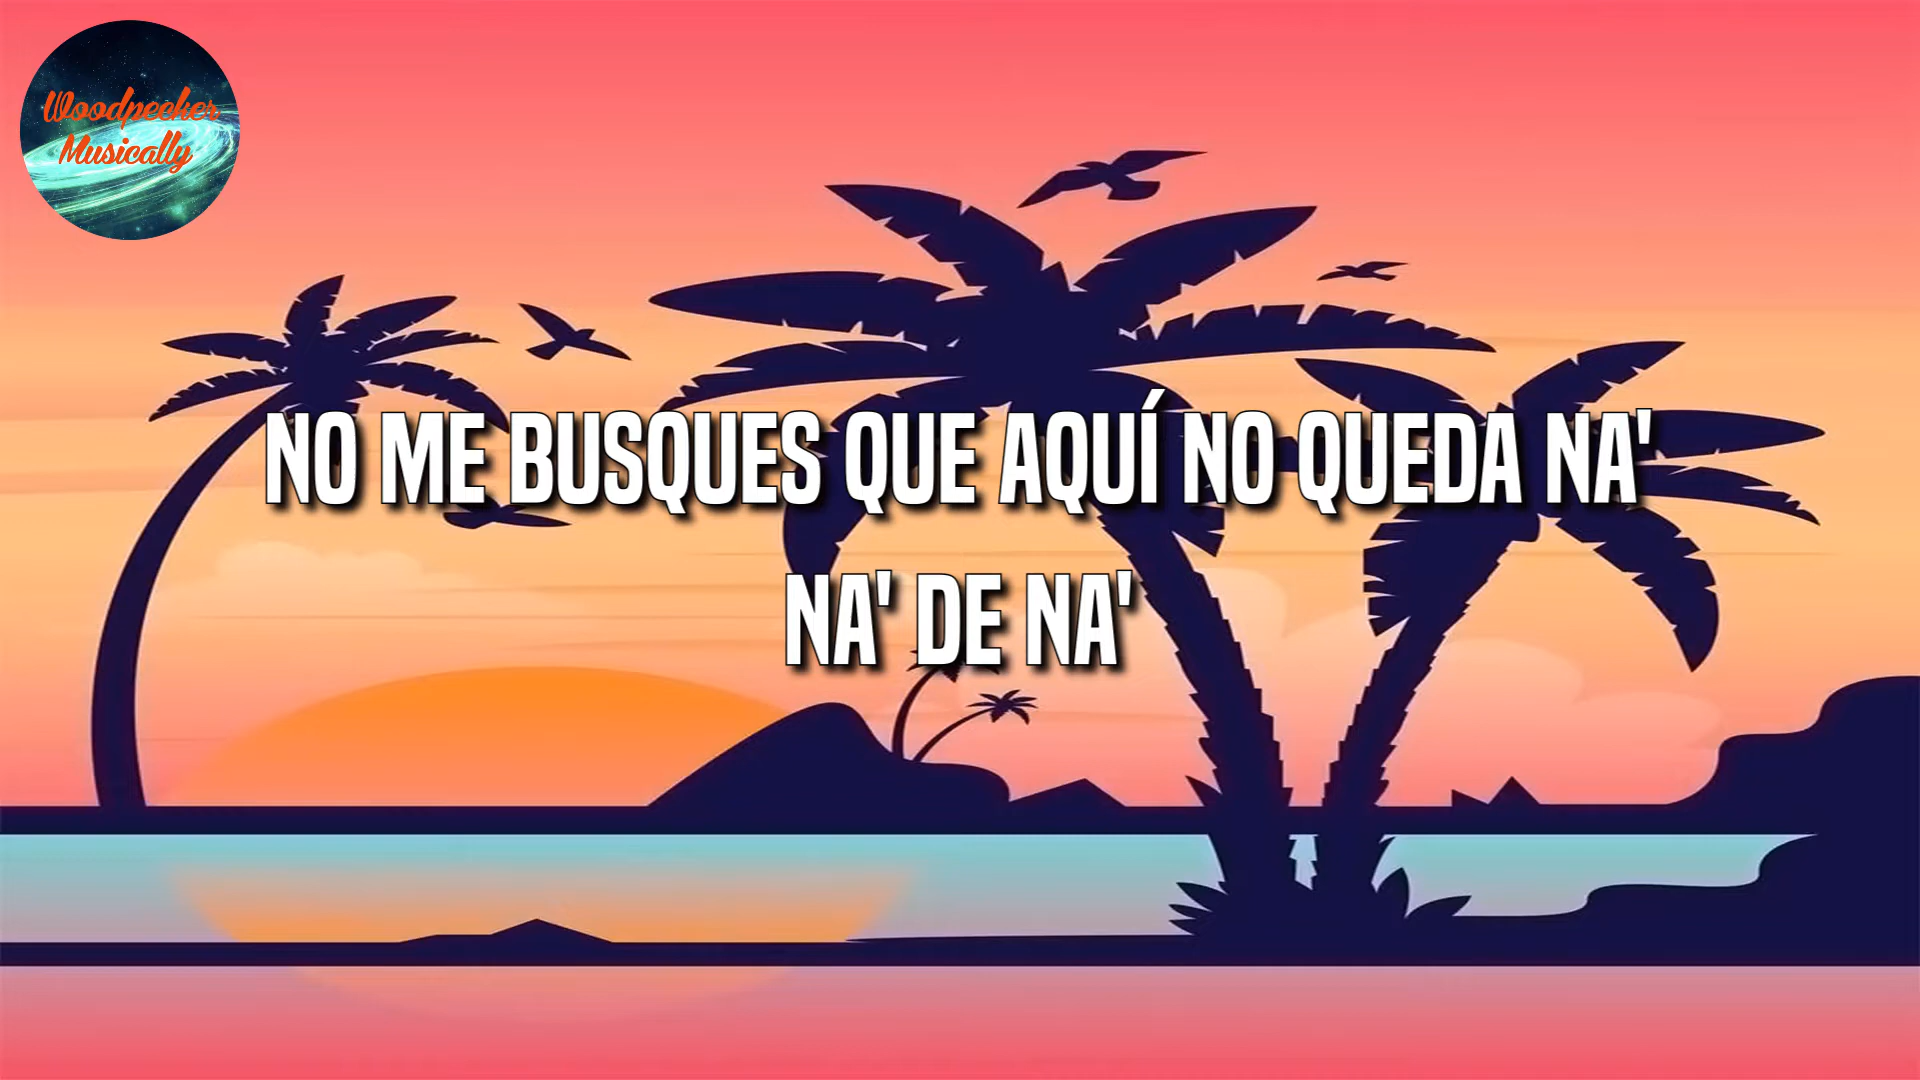 Woodpecker
Musically
NO ME BUSQUES QUE AQUÍ NO QUEDA NA'
NA' DE NA'